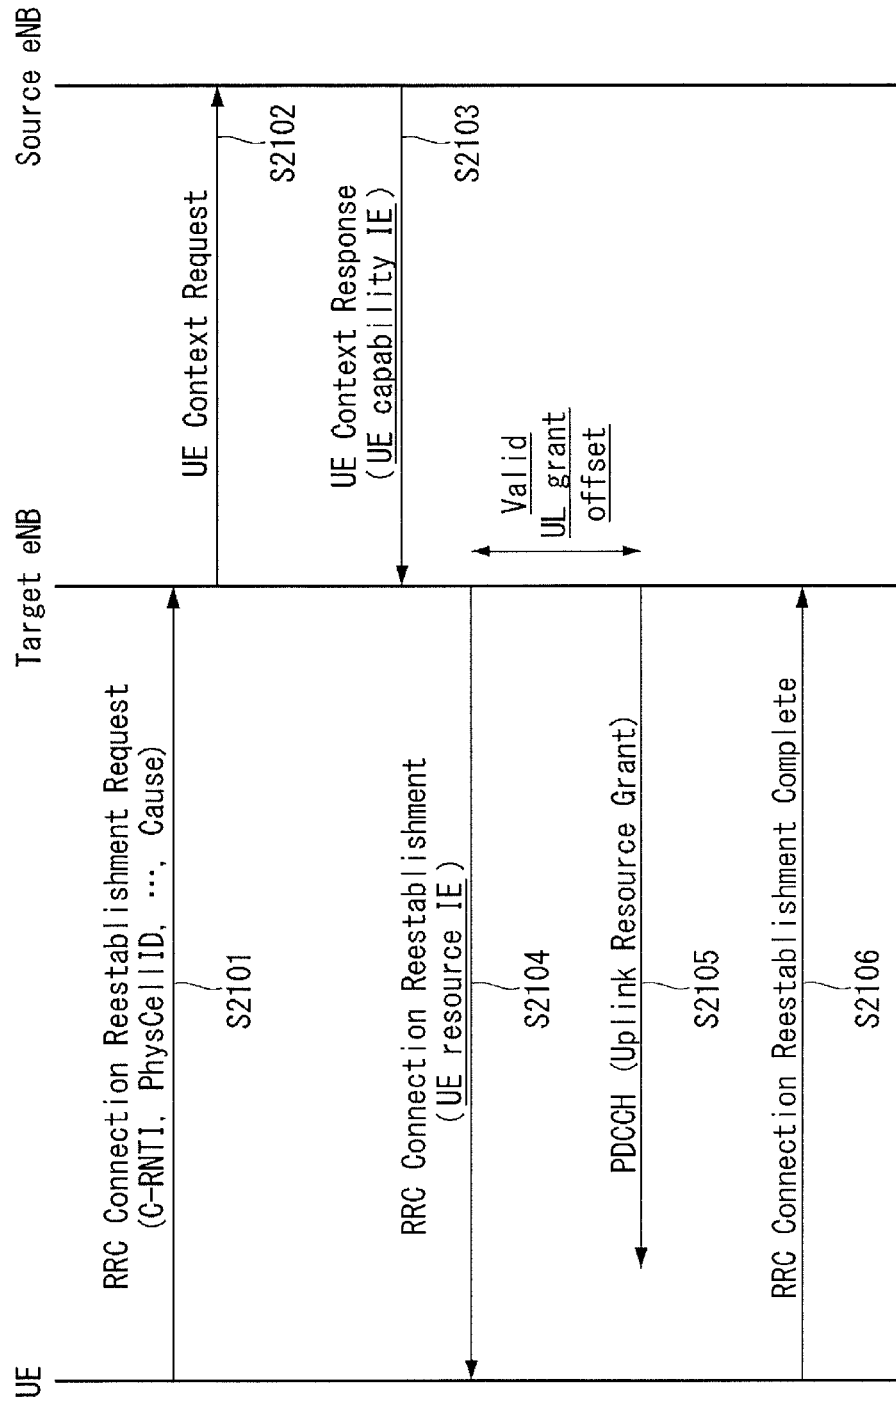 UE
Target eNB
Source eNB
RRC Connection Reestablishment Request
(C-RNTI, PhysCellID, ···, Cause)
S2101
UE Context Request
S2102
UE Context Response
(UE capability IE)
S2103
RRC Connection Reestablishment
(UE resource IE)
S2104
Valid
UL grant
offset
PDCCH (Uplink Resource Grant)
S2105
RRC Connection Reestablishment Complete
S2106